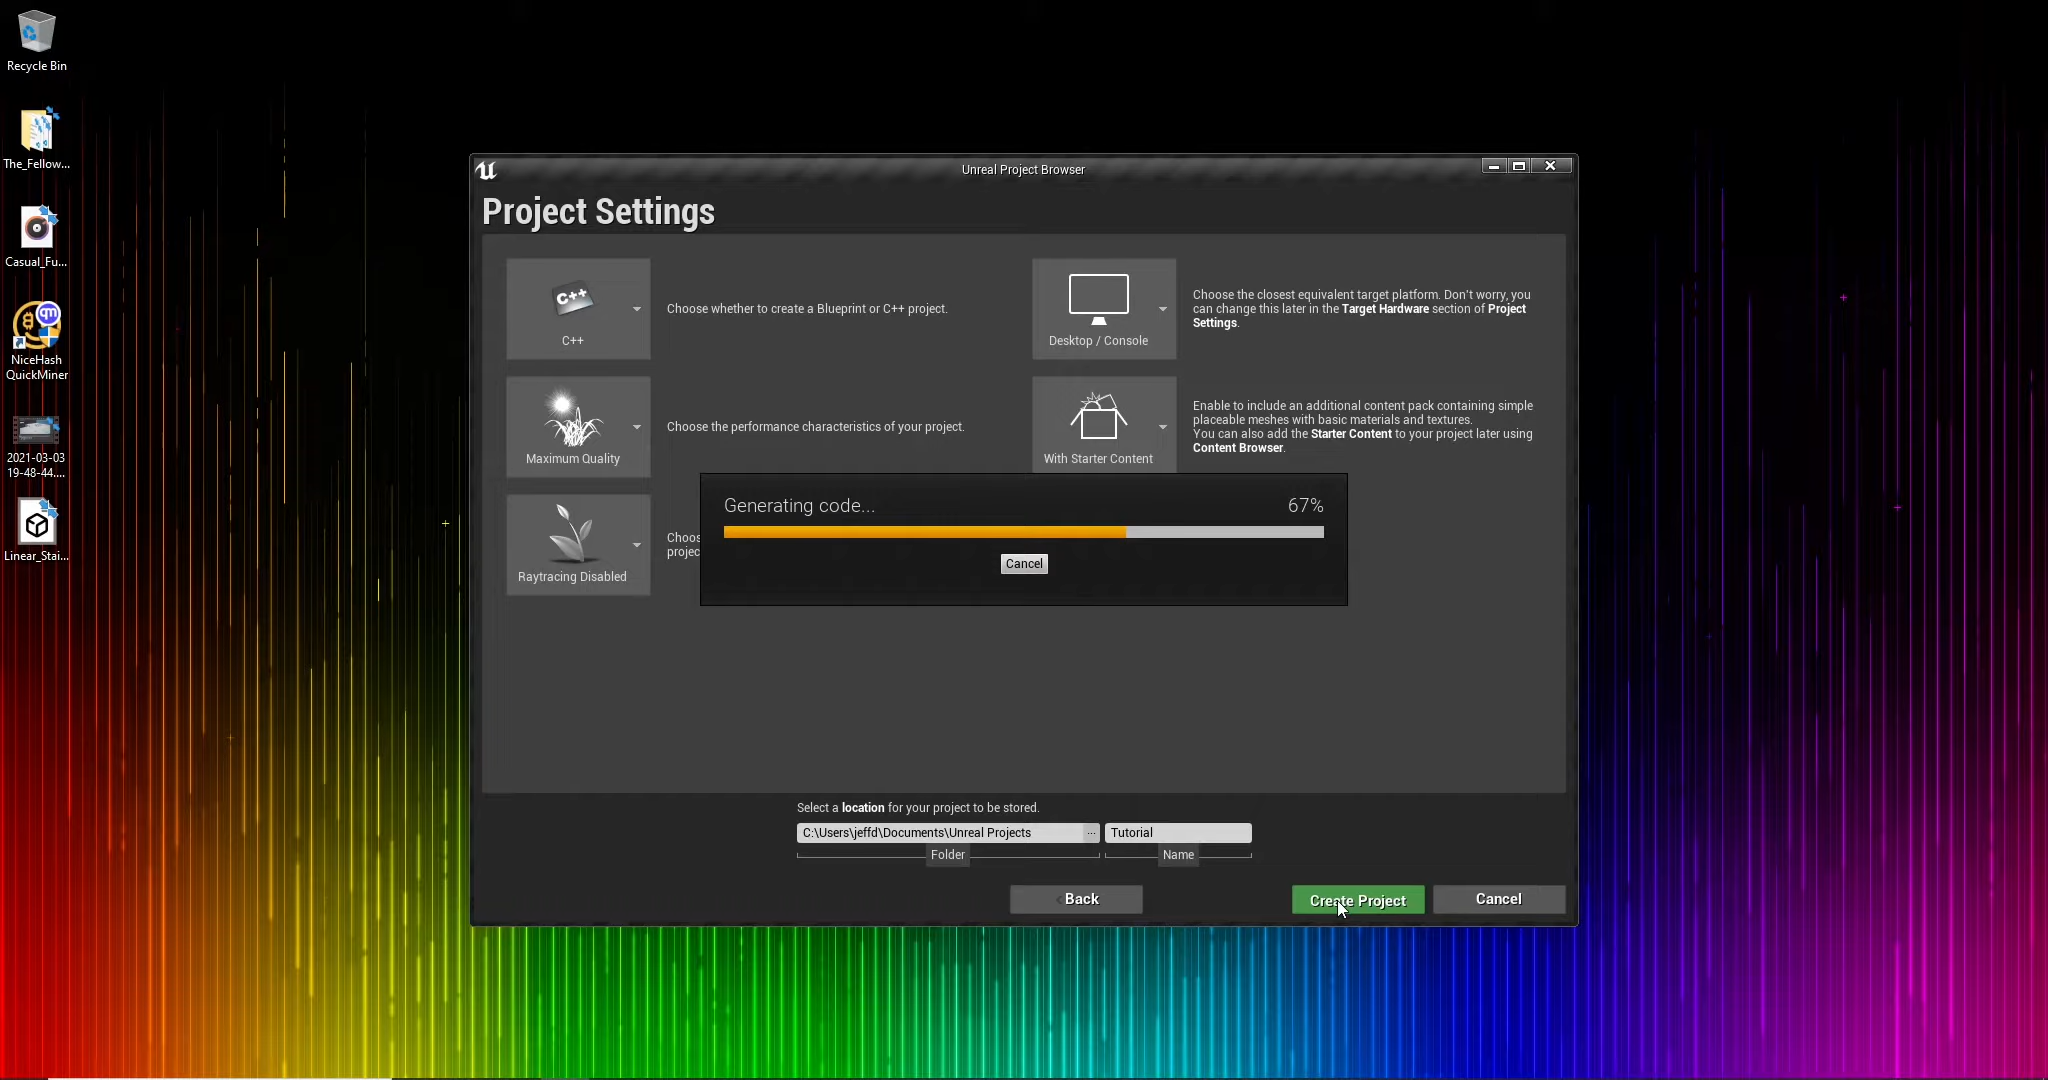 Recycle Bin
The_Fellow...
Casual_Fu...
NiceHash
QuickMiner
2021-03-03
19-48-44....
Linear_Stai...
Unreal Project Browser
Project Settings
C++
C++
Choose whether to create a Blueprint or C++ project.
Desktop / Console
Choose the closest equivalent target platform. Don't worry, you
can change this later in the Target Hardware section of Project
Settings.
Maximum Quality
Choose the performance characteristics of your project.
With Starter Content
Enable to include an additional content pack containing simple
placeable meshes with basic materials and textures.
You can also add the Starter Content to your project later using
Content Browser.
Raytracing Disabled
Choos
projec
Generating code...
67%
Cancel
Select a location for your project to be stored.
C:\Users\jeffd\Documents\Unreal Projects
...
Tutorial
Folder
Name
Back
Create Project
Cancel